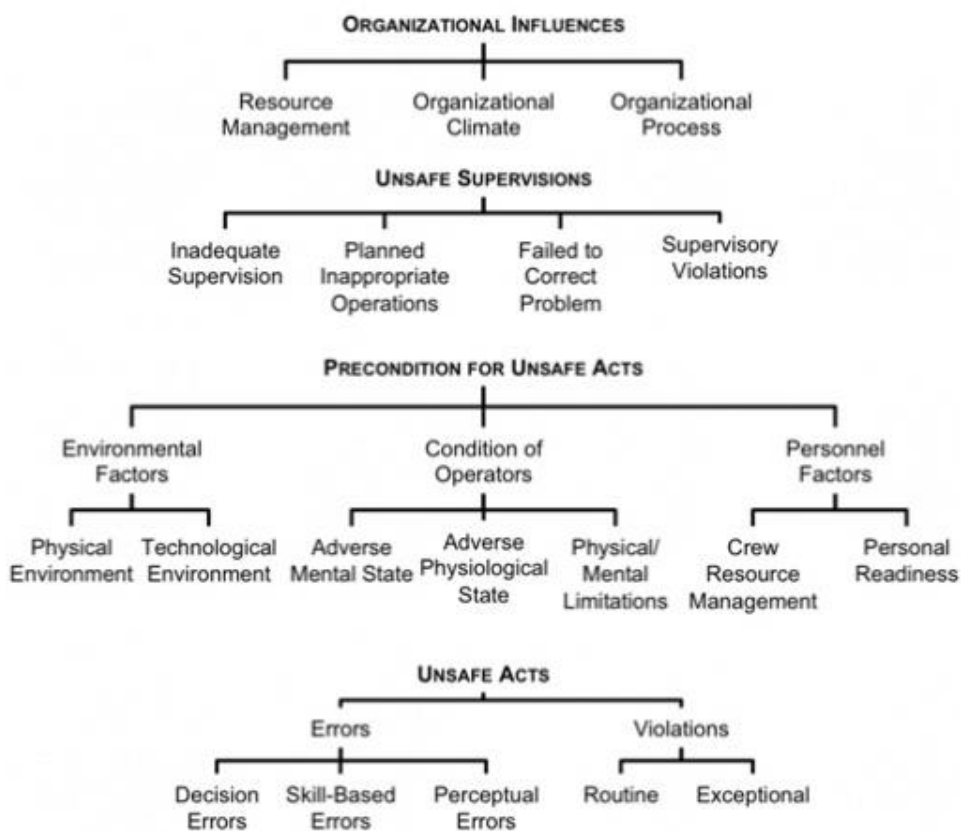 ORGANIZATIONAL INFLUENCES
Resource Management
Organizational Climate
Organizational Process
UNSAFE SUPERVISIONS
Inadequate Supervision
Planned Inappropriate Operations
Failed to Correct Problem
Supervisory Violations
PRECONDITION FOR UNSAFE ACTS
Environmental Factors
Condition of Operators
Personnel Factors
Physical Environment
Technological Environment
Adverse Mental State
Adverse Physiological State
Physical/ Mental Limitations
Crew Resource Management
Personal Readiness
UNSAFE ACTS
Errors
Violations
Decision Errors
Skill-Based Errors
Perceptual Errors
Routine
Exceptional